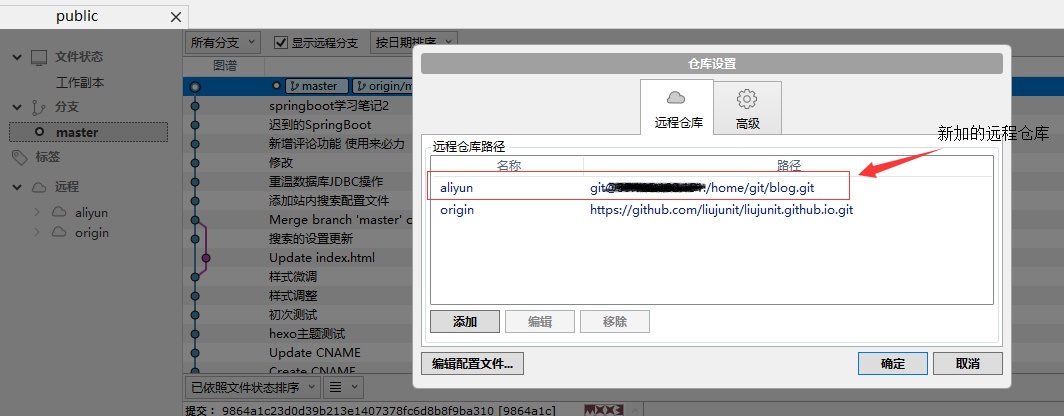 public
所有分支
显示远程分支
按日期排序
文件状态
工作副本
分支
master
标签
远程
aliyun
origin
图谱
master
origin/m
springboot学习笔记2
迟到的SpringBoot
新增评论功能 使用来必力
修改
重温数据库JDBC操作
添加站内搜索配置文件
Merge branch 'master' o
搜索的设置更新
Update index.html
样式微调
样式调整
初次测试
hexo主题测试
Update CNAME
Create CNAME
已依照文件状态排序
提交： 9864a1c23d0d39b213e1407378fc6d8b8f9ba310 [9864a1c]
仓库设置
远程仓库
高级
远程仓库路径
名称 路径
aliyun git@ /home/git/blog.git
origin https://github.com/liujunit/liujunit.github.io.git
新加的远程仓库
添加
编辑
移除
编辑配置文件...
确定
取消